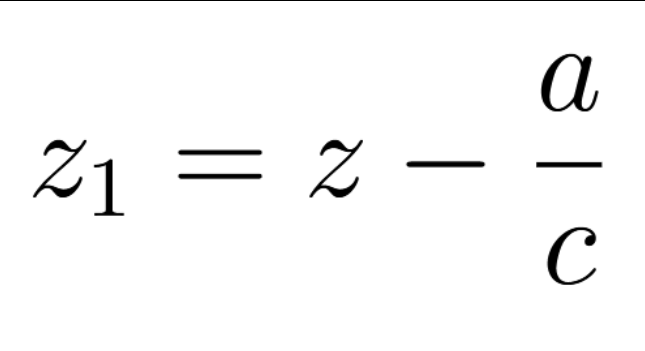 z₁ = z − a/c